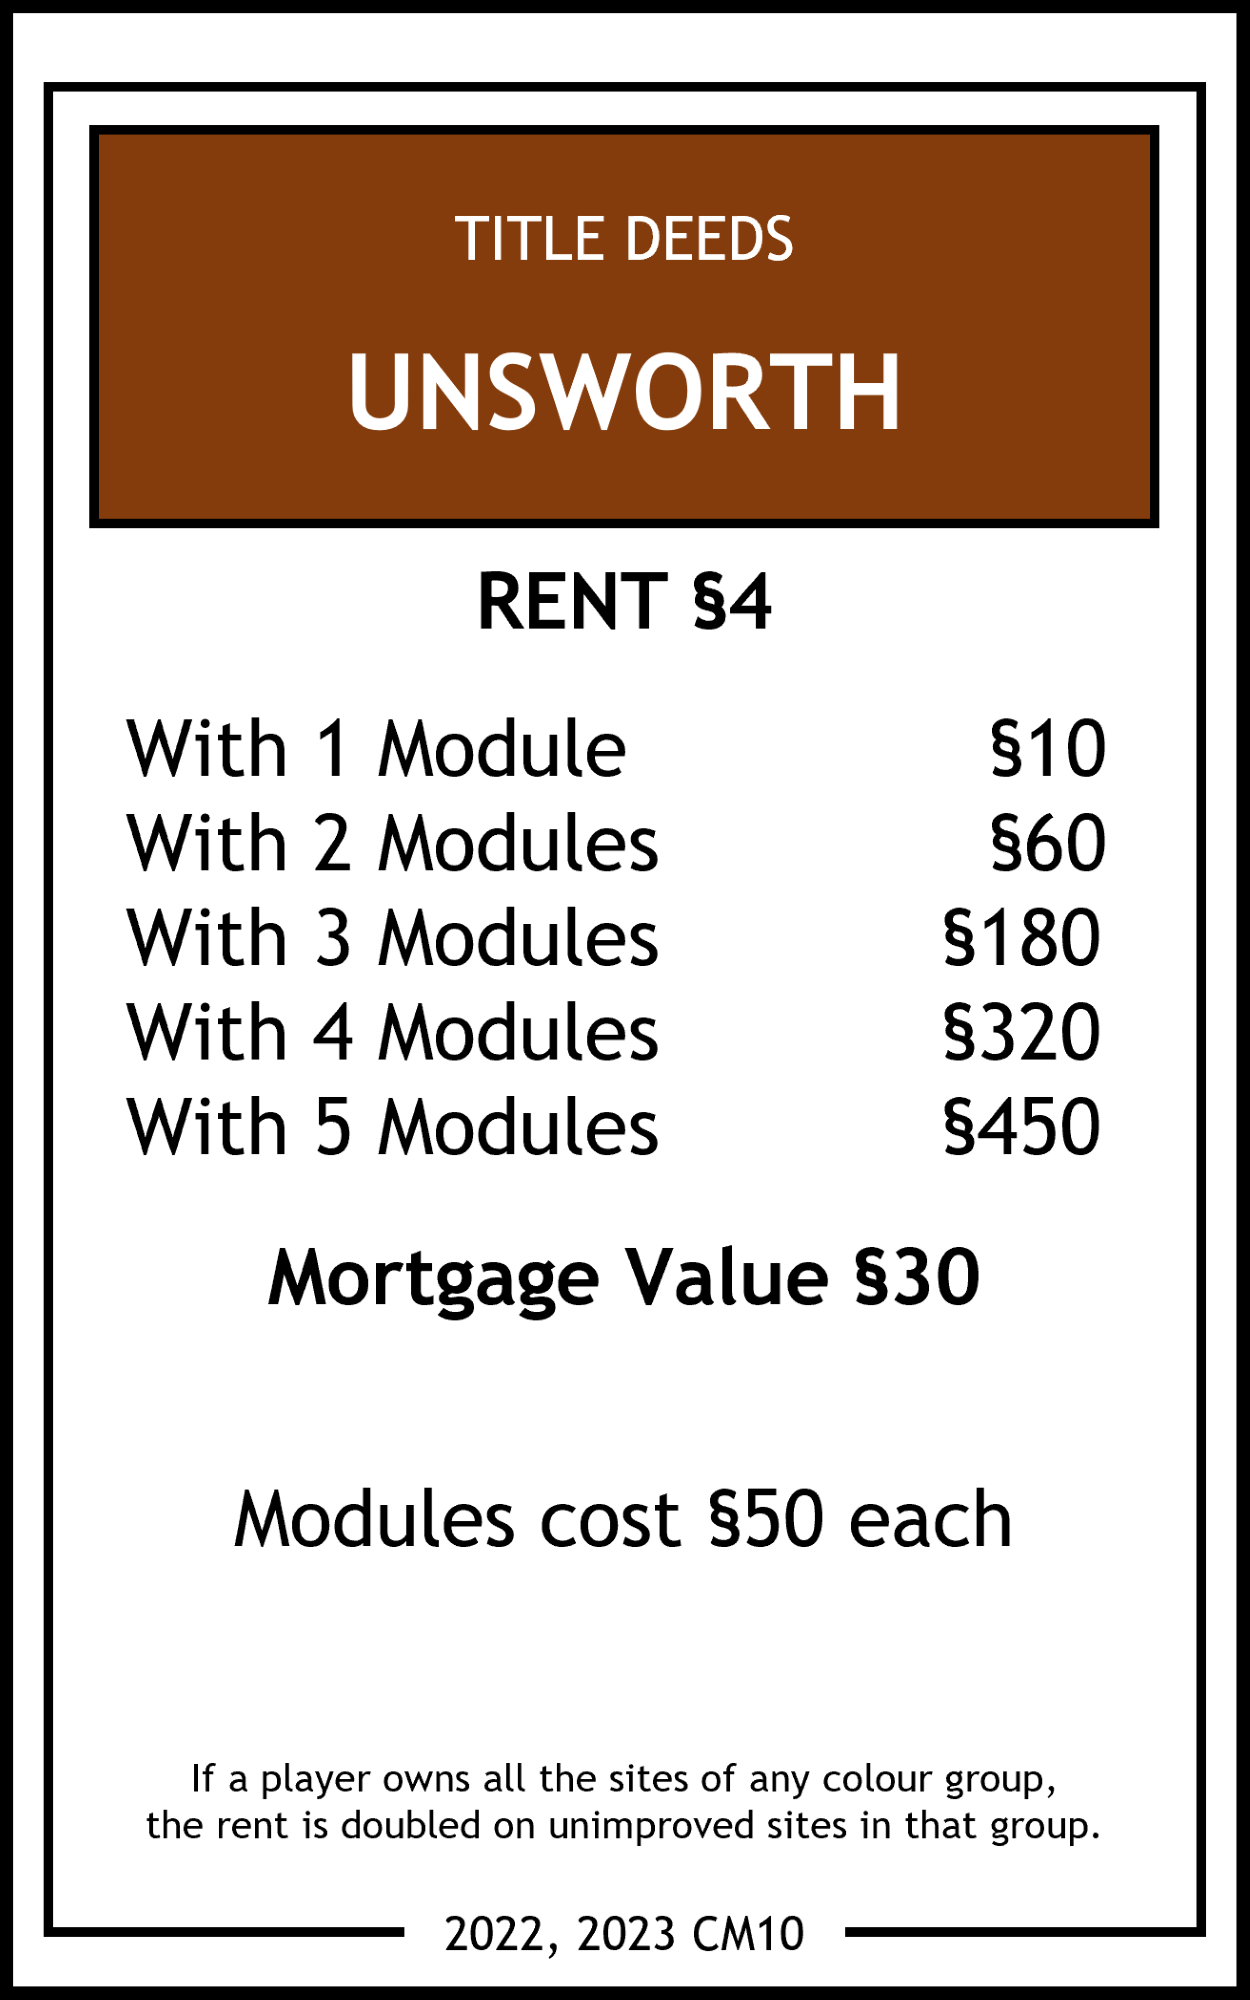 TITLE DEEDS
UNSWORTH
RENT §4
With 1 Module §10
With 2 Modules §60
With 3 Modules §180
With 4 Modules §320
With 5 Modules §450
Mortgage Value §30
Modules cost §50 each
If a player owns all the sites of any colour group,
the rent is doubled on unimproved sites in that group.
2022, 2023 CM10